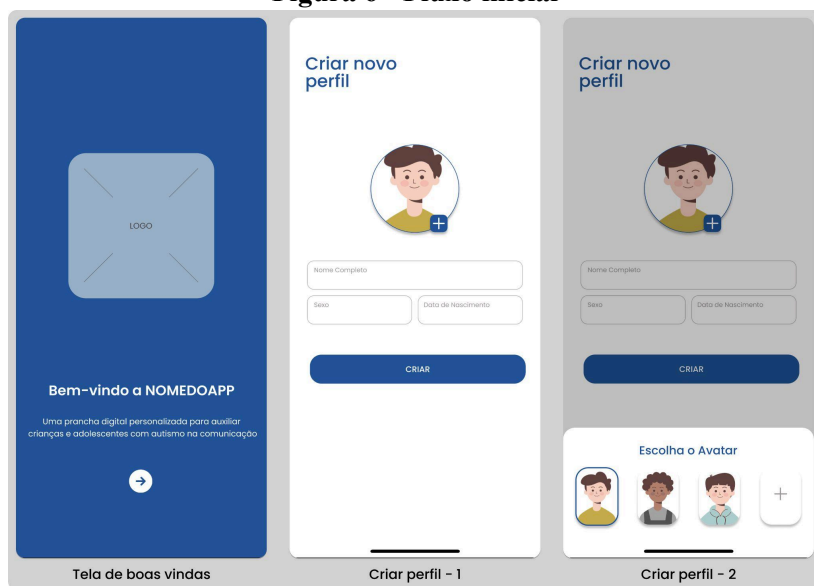 Figura 6 - Fluxo inicial
LOGO
Bem-vindo a NOMEDOAPP
Uma prancha digital personalizada para auxiliar
crianças e adolescentes com autismo na comunicação
Tela de boas vindas
Criar novo
perfil
Nome Completo
Sexo
Data de Nascimento
CRIAR
Criar perfil - 1
Criar novo
perfil
Nome Completo
Sexo
Data de Nascimento
CRIAR
Escolha o Avatar
Criar perfil - 2